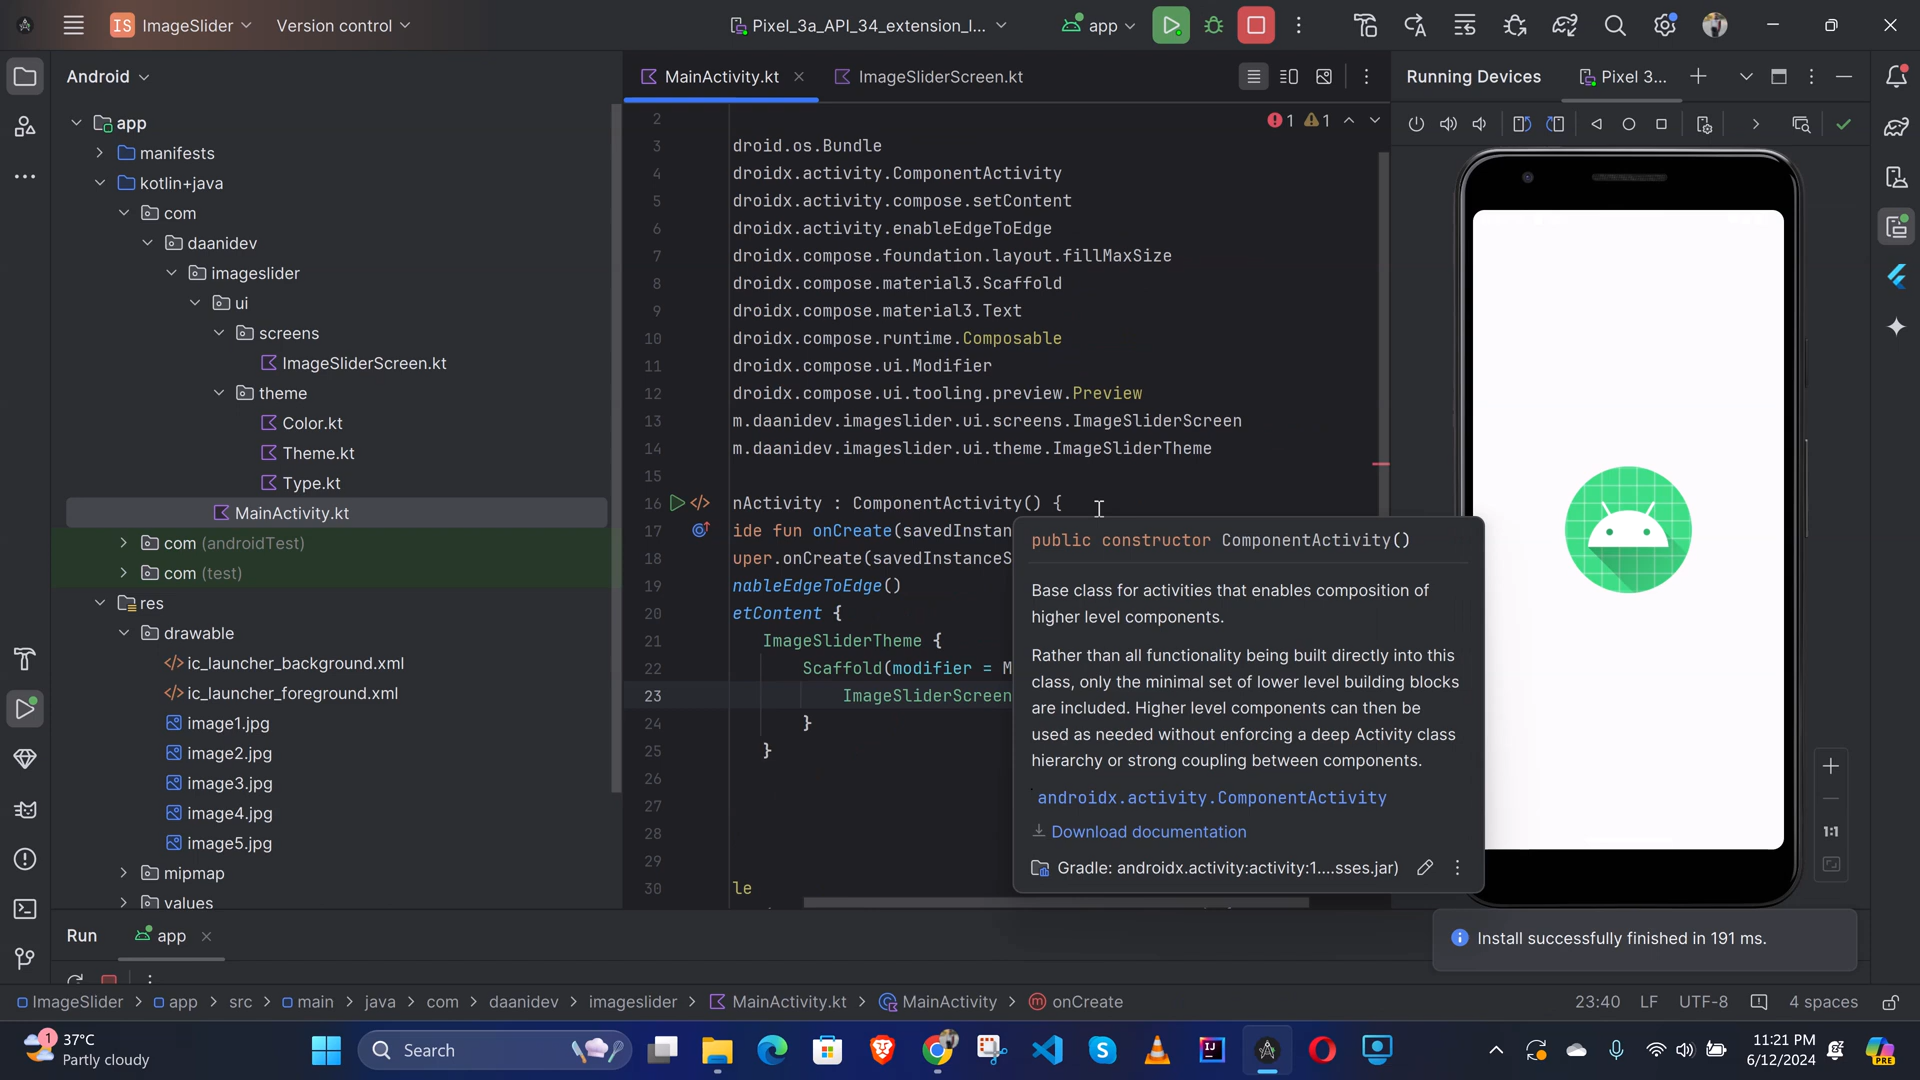 IS ImageSlider Version control Pixel_3a_API_34_extension_l... app
Android
app
manifests
kotlin+java
com
daanidev
imageslider
ui
screens
ImageSliderScreen.kt
theme
Color.kt
Theme.kt
Type.kt
MainActivity.kt
com (androidTest)
com (test)
res
drawable
ic_launcher_background.xml
ic_launcher_foreground.xml
image1.jpg
image2.jpg
image3.jpg
image4.jpg
image5.jpg
mipmap
values
MainActivity.kt ImageSliderScreen.kt
1 1
2
3 droid.os.Bundle
4 droidx.activity.ComponentActivity
5 droidx.activity.compose.setContent
6 droidx.activity.enableEdgeToEdge
7 droidx.compose.foundation.layout.fillMaxSize
8 droidx.compose.material3.Scaffold
9 droidx.compose.material3.Text
10 droidx.compose.runtime.Composable
11 droidx.compose.ui.Modifier
12 droidx.compose.ui.tooling.preview.Preview
13 m.daanidev.imageslider.ui.screens.ImageSliderScreen
14 m.daanidev.imageslider.ui.theme.ImageSliderTheme
15
16 nActivity : ComponentActivity() {
17 ide fun onCreate(savedInstan
18 uper.onCreate(savedInstanceS
19 nableEdgeToEdge()
20 etContent {
21 ImageSliderTheme {
22 Scaffold(modifier = M
23 ImageSliderScreen
24 }
25 }
26
27
28
29
30 le
public constructor ComponentActivity()
Base class for activities that enables composition of
higher level components.
Rather than all functionality being built directly into this
class, only the minimal set of lower level building blocks
are included. Higher level components can then be
used as needed without enforcing a deep Activity class
hierarchy or strong coupling between components.
androidx.activity.ComponentActivity
Download documentation
Gradle: androidx.activity:activity:1....sses.jar)
Running Devices Pixel 3...
1:1
Install successfully finished in 191 ms.
Run app
ImageSlider > app > src > main > java > com > daanidev > imageslider > MainActivity.kt > MainActivity > onCreate
23:40 LF UTF-8 4 spaces
1 37°C
Partly cloudy
Search
11:21 PM
6/12/2024
PRE